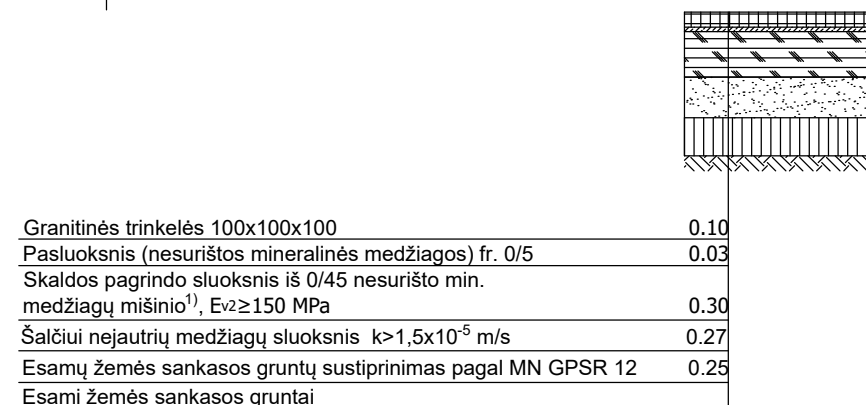 Granitinės trinkelės 100x100x100 0.10
Pasluoksnis (nesurištos mineralinės medžiagos) fr. 0/5 0.03
Skaldos pagrindo sluoksnis iš 0/45 nesurišto min.
medžiagų mišinio¹⁾, Ev2≥150 MPa 0.30
Šalčiui nejautrių medžiagų sluoksnis k>1,5x10⁻⁵ m/s 0.27
Esamų žemės sankasos gruntų sustiprinimas pagal MN GPSR 12 0.25
Esami žemės sankasos gruntai